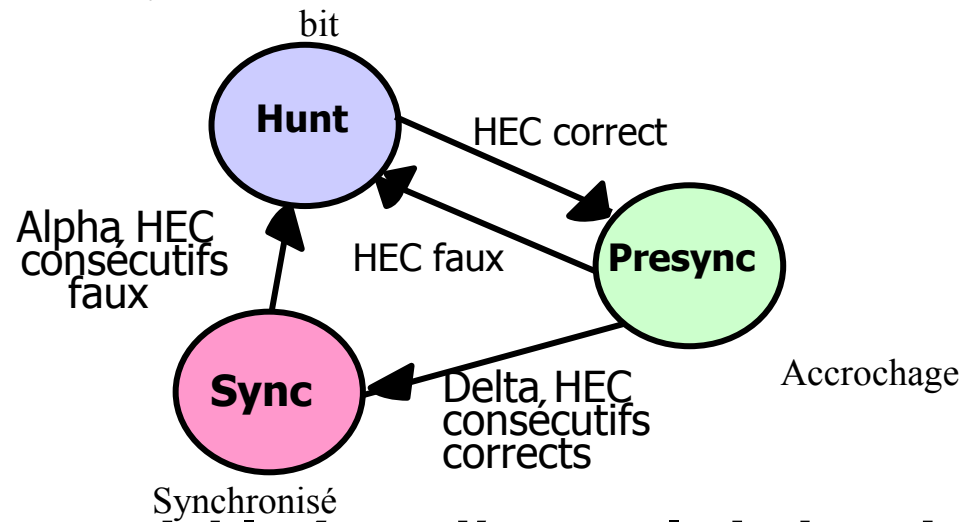 bit
Hunt
HEC correct
Alpha HEC
consécutifs
faux
HEC faux
Presync
Sync
Delta HEC
consécutifs
corrects
Accrochage
Synchronisé